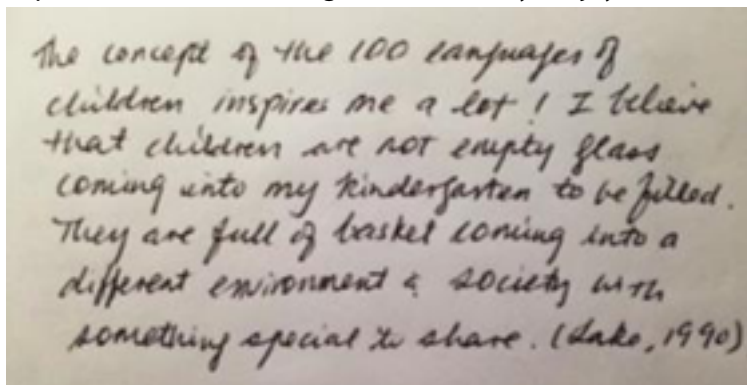 The concept of the 100 languages of
children inspires me a lot! I believe
that children are not empty glass
coming into my kindergarten to be filled.
They are full of basket coming into a
different environment & society with
something special to share. (Lake, 1990)